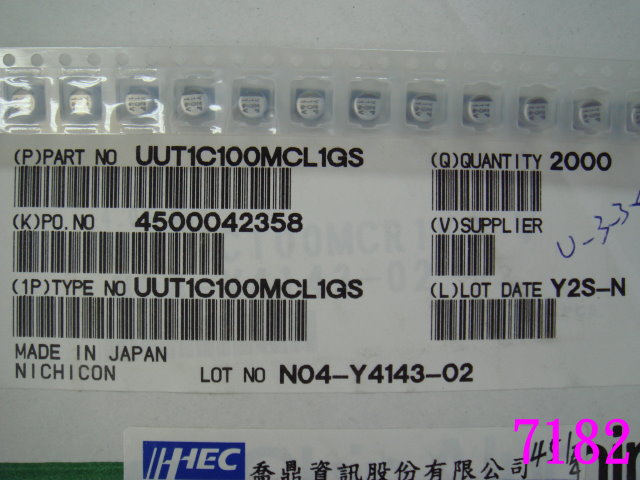 (P)PART NO UUT1C100MCL1GS (Q)QUANTITY 2000
(K)PO.NO 4500042358 (V)SUPPLIER
(1P)TYPE NO UUT1C100MCL1GS (L)LOT DATE Y2S-N
MADE IN JAPAN
NICHICON LOT NO N04-Y4143-02
7182
HEC 喬鼎資訊股份有限公司